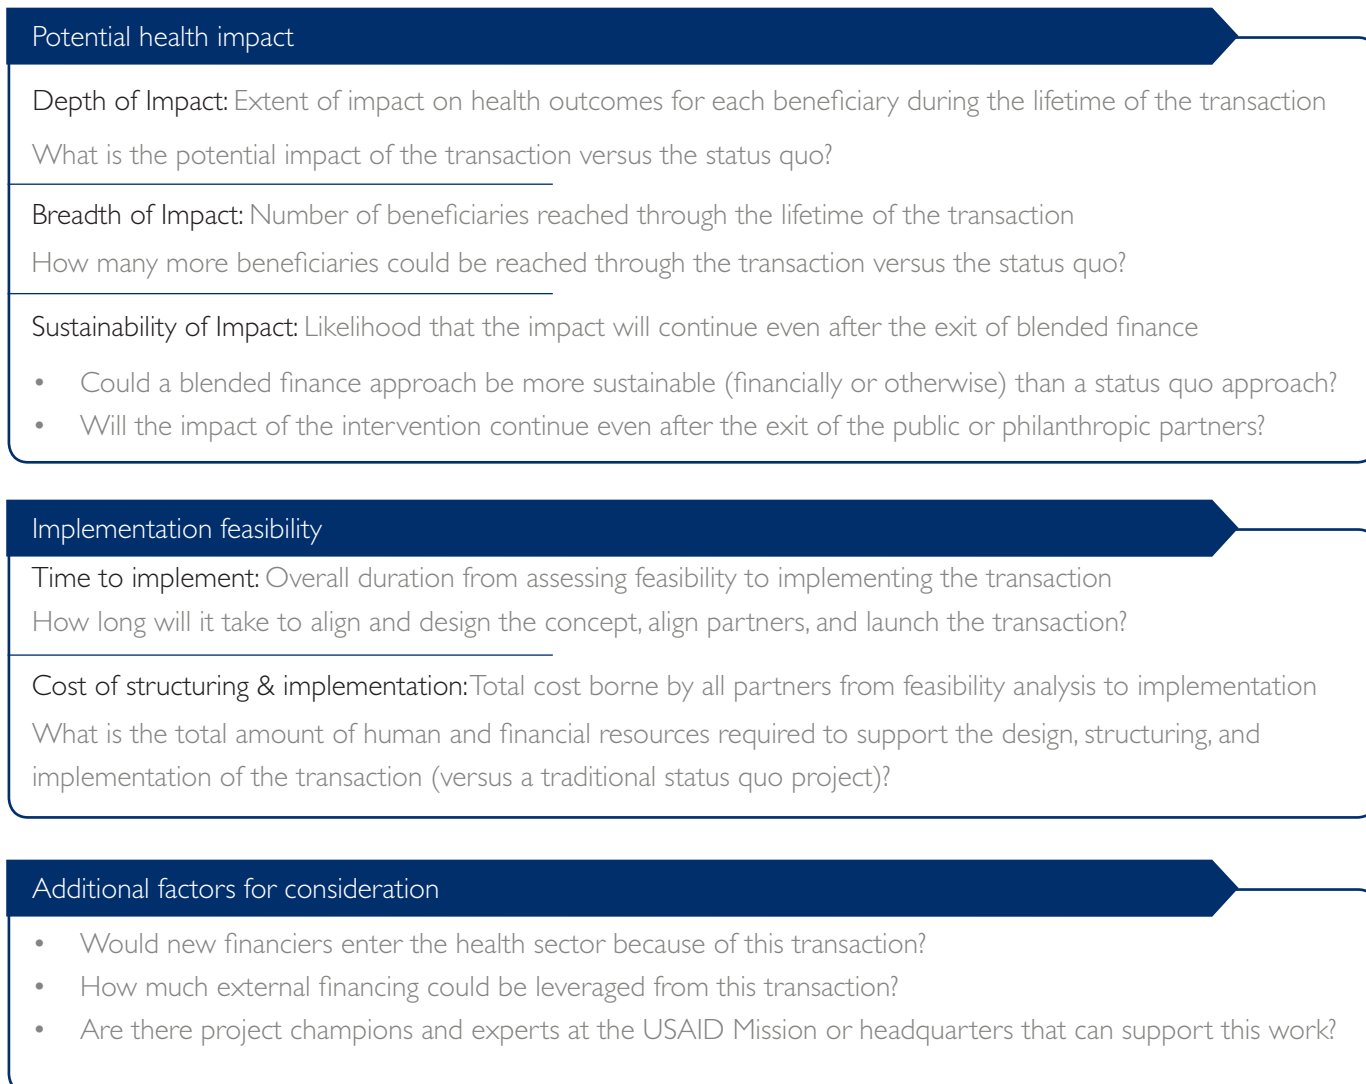 Potential health impact
Depth of Impact: Extent of impact on health outcomes for each beneficiary during the lifetime of the transaction
What is the potential impact of the transaction versus the status quo?
Breadth of Impact: Number of beneficiaries reached through the lifetime of the transaction
How many more beneficiaries could be reached through the transaction versus the status quo?
Sustainability of Impact: Likelihood that the impact will continue even after the exit of blended finance
• Could a blended finance approach be more sustainable (financially or otherwise) than a status quo approach?
• Will the impact of the intervention continue even after the exit of the public or philanthropic partners?
Implementation feasibility
Time to implement: Overall duration from assessing feasibility to implementing the transaction
How long will it take to align and design the concept, align partners, and launch the transaction?
Cost of structuring & implementation: Total cost borne by all partners from feasibility analysis to implementation
What is the total amount of human and financial resources required to support the design, structuring, and
implementation of the transaction (versus a traditional status quo project)?
Additional factors for consideration
• Would new financiers enter the health sector because of this transaction?
• How much external financing could be leveraged from this transaction?
• Are there project champions and experts at the USAID Mission or headquarters that can support this work?